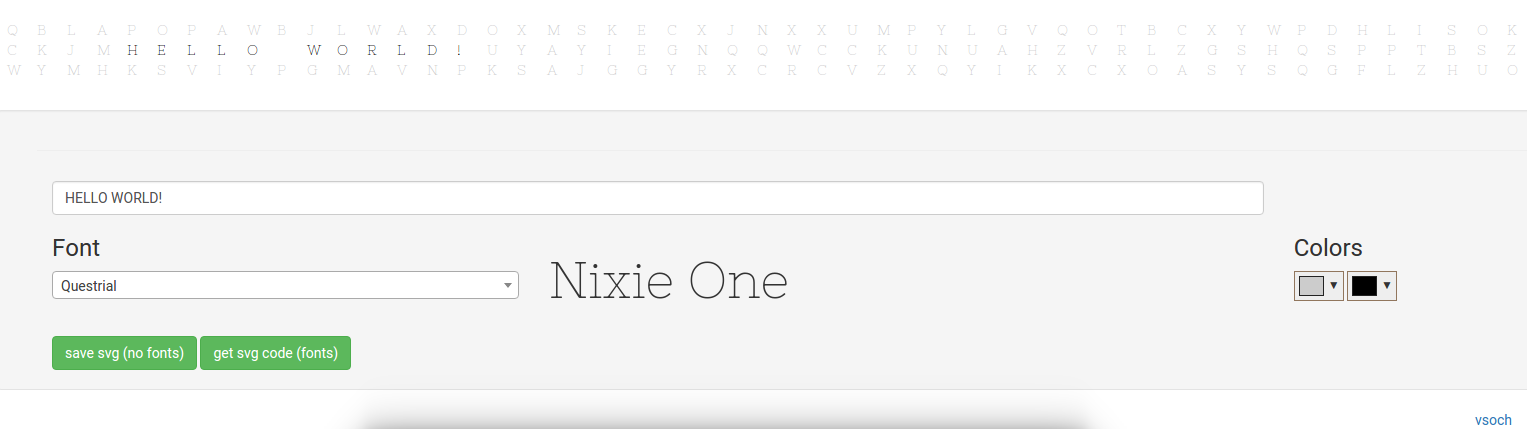 Q B L A P O P A W B J L W A X D O X M S K E C X J N X X U M P Y L G V Q O T B C X Y W P D H L I S O K
C K J M H E L L O W O R L D ! U Y A Y I E G N Q Q W C C K U N U A H Z V R L Z G S H Q S P P T B S Z
W Y M H K S V I Y P G M A V N P K S A J G G Y R X C R C V Z X Q Y I K X C X O A S Y S Q G F L Z H U O
HELLO WORLD!
Font
Colors
Questrial
Nixie One
save svg (no fonts) get svg code (fonts)
vsoch